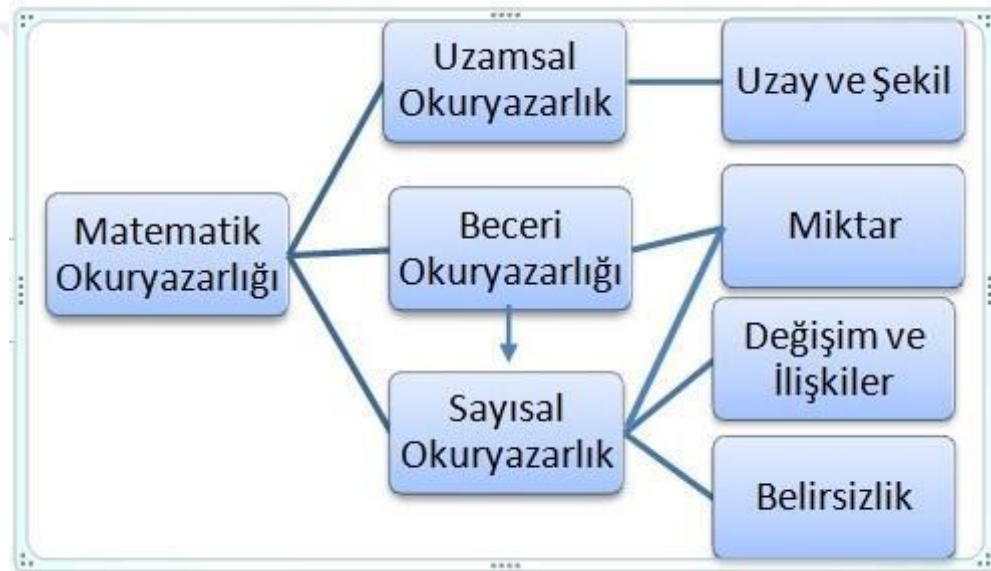 Uzamsal
Okuryazarlık
Uzay ve Şekil
Matematik
Okuryazarlığı
Beceri
Okuryazarlığı
Miktar
Değişim ve
İlişkiler
Sayısal
Okuryazarlık
Belirsizlik